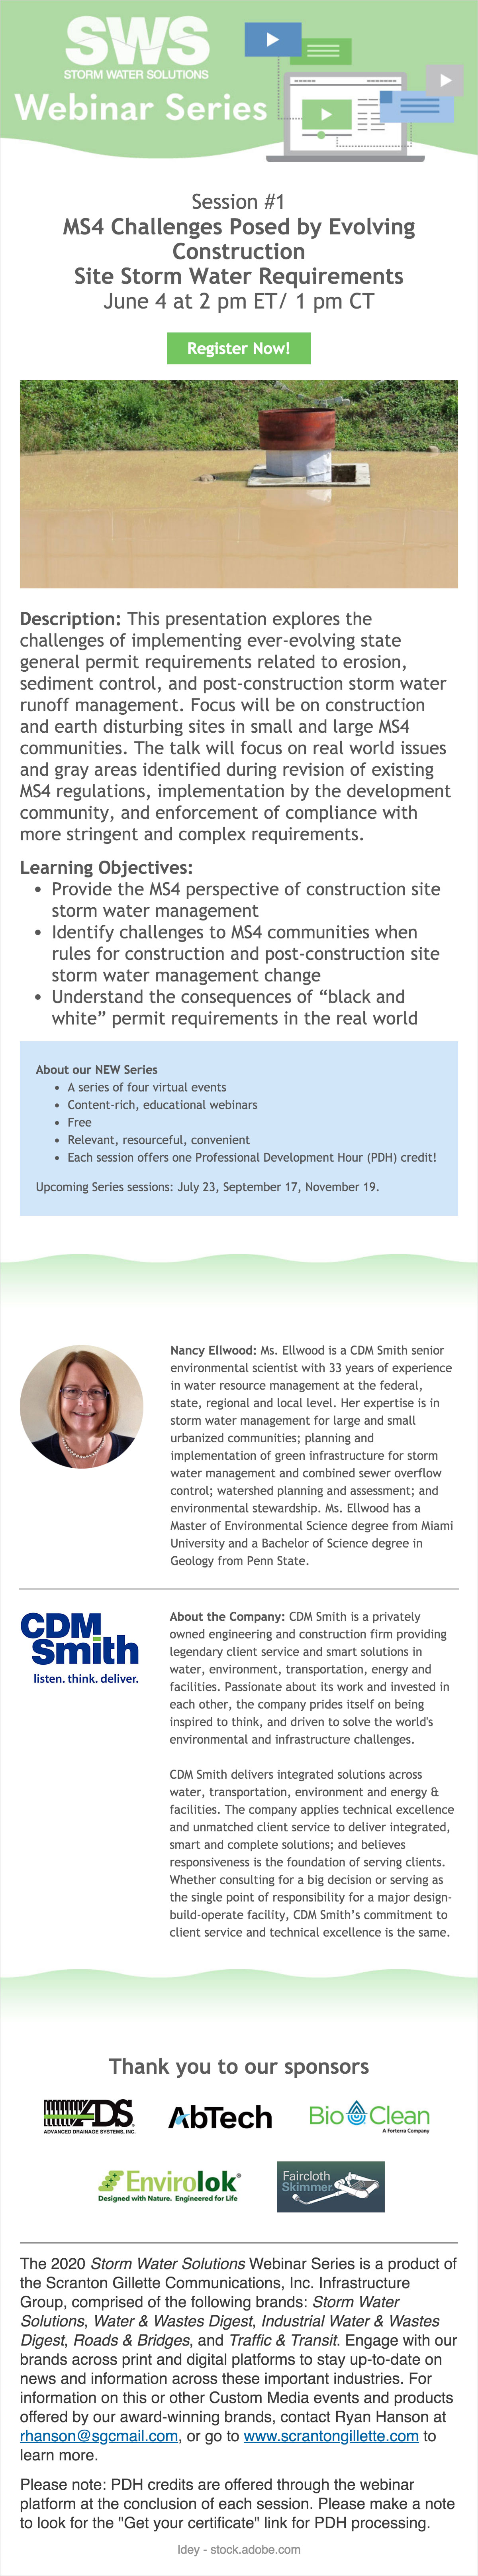 SWS
STORM WATER SOLUTIONS
Webinar Series
Session #1
MS4 Challenges Posed by Evolving
Construction
Site Storm Water Requirements
June 4 at 2 pm ET/ 1 pm CT
Register Now!
Description: This presentation explores the
challenges of implementing ever-evolving state
general permit requirements related to erosion,
sediment control, and post-construction storm water
runoff management. Focus will be on construction
and earth disturbing sites in small and large MS4
communities. The talk will focus on real world issues
and gray areas identified during revision of existing
MS4 regulations, implementation by the development
community, and enforcement of compliance with
more stringent and complex requirements.
Learning Objectives:
• Provide the MS4 perspective of construction site
storm water management
• Identify challenges to MS4 communities when
rules for construction and post-construction site
storm water management change
• Understand the consequences of “black and
white” permit requirements in the real world
About our NEW Series
• A series of four virtual events
• Content-rich, educational webinars
• Free
• Relevant, resourceful, convenient
• Each session offers one Professional Development Hour (PDH) credit!
Upcoming Series sessions: July 23, September 17, November 19.
Nancy Ellwood: Ms. Ellwood is a CDM Smith senior
environmental scientist with 33 years of experience
in water resource management at the federal,
state, regional and local level. Her expertise is in
storm water management for large and small
urbanized communities; planning and
implementation of green infrastructure for storm
water management and combined sewer overflow
control; watershed planning and assessment; and
environmental stewardship. Ms. Ellwood has a
Master of Environmental Science degree from Miami
University and a Bachelor of Science degree in
Geology from Penn State.
CDM
Smith
listen. think. deliver.
About the Company: CDM Smith is a privately
owned engineering and construction firm providing
legendary client service and smart solutions in
water, environment, transportation, energy and
facilities. Passionate about its work and invested in
each other, the company prides itself on being
inspired to think, and driven to solve the world's
environmental and infrastructure challenges.
CDM Smith delivers integrated solutions across
water, transportation, environment and energy &
facilities. The company applies technical excellence
and unmatched client service to deliver integrated,
smart and complete solutions; and believes
responsiveness is the foundation of serving clients.
Whether consulting for a big decision or serving as
the single point of responsibility for a major design-
build-operate facility, CDM Smith’s commitment to
client service and technical excellence is the same.
Thank you to our sponsors
ADS
ADVANCED DRAINAGE SYSTEMS, INC.
AbTech
Bio Clean
A Forterra Company
Envirolok®
Designed with Nature. Engineered for Life
Faircloth
Skimmer
The 2020 Storm Water Solutions Webinar Series is a product of
the Scranton Gillette Communications, Inc. Infrastructure
Group, comprised of the following brands: Storm Water
Solutions, Water & Wastes Digest, Industrial Water & Wastes
Digest, Roads & Bridges, and Traffic & Transit. Engage with our
brands across print and digital platforms to stay up-to-date on
news and information across these important industries. For
information on this or other Custom Media events and products
offered by our award-winning brands, contact Ryan Hanson at
rhanson@sgcmail.com, or go to www.scrantongillette.com to
learn more.
Please note: PDH credits are offered through the webinar
platform at the conclusion of each session. Please make a note
to look for the "Get your certificate" link for PDH processing.
Idey - stock.adobe.com